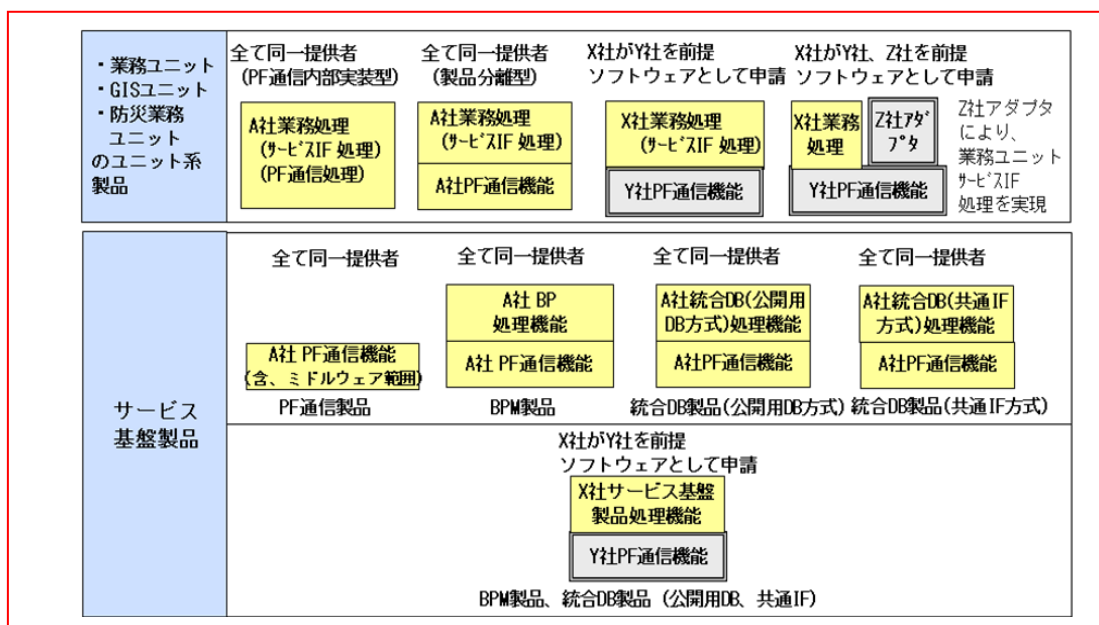 ・業務ユニット
・GISユニット
・防災業務
ユニット
のユニット系
製品
全て同一提供者
(PF通信内部実装型)
A社業務処理
(サービスIF 処理)
(PF通信処理)
全て同一提供者
(製品分離型)
A社業務処理
(サービスIF 処理)
A社PF通信機能
X社がY社を前提
ソフトウェアとして申請
X社業務処理
(サービスIF 処理)
Y社PF通信機能
X社がY社、Z社を前提
ソフトウェアとして申請
X社業務
処理
Z社アダ
プタ
Y社PF通信機能
Z社アダプタ
により、
業務ユニット
サービスIF
処理を実現
サービス
基盤製品
全て同一提供者
A社 PF通信機能
(含、ミドルウェア範囲)
PF通信製品
全て同一提供者
A社 BP
処理機能
A社 PF通信機能
BPM製品
全て同一提供者
A社統合DB(公開用
DB方式)処理機能
A社PF通信機能
統合DB製品(公開用DB方式)
全て同一提供者
A社統合DB(共通IF
方式)処理機能
A社PF通信機能
統合DB製品(共通IF方式)
X社がY社を前提
ソフトウェアとして申請
X社サービス基盤
製品処理機能
Y社PF通信機能
BPM製品、統合DB製品（公開用DB、共通IF）